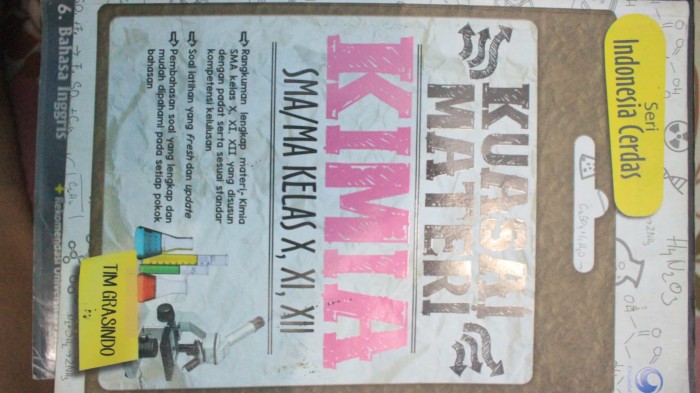 Seri
Indonesia Cerdas
KUASAI
MATERI
KIMIA
SMA/MA KELAS X, XI, XII
Rangkuman lengkap materi Kimia
SMA kelas X, XI, XII yang disusun
dengan padat serta sesuai standar
kompetensi kelulusan
Soal latihan yang fresh dan update
Pembahasan soal yang lengkap dan
mudah dipahami pada setiap pokok
bahasan
TIM GRASINDO
H4N2O3
6. Bahasa Inggris